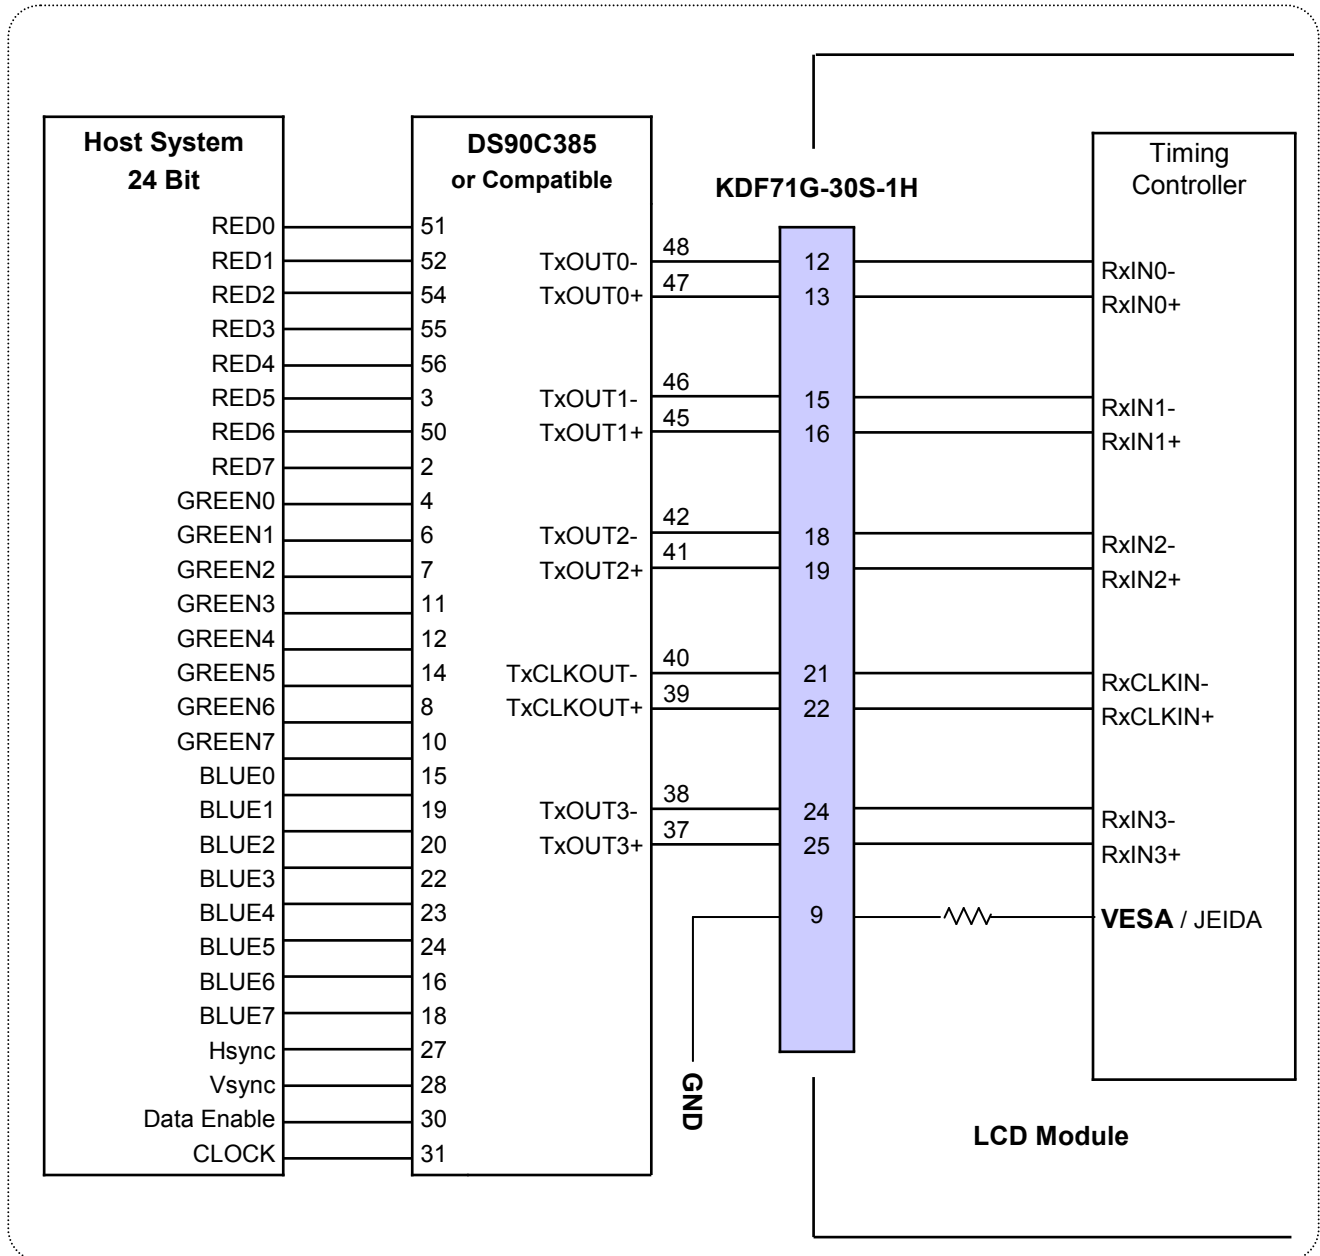 Host System
24 Bit
RED0
RED1
RED2
RED3
RED4
RED5
RED6
RED7
GREEN0
GREEN1
GREEN2
GREEN3
GREEN4
GREEN5
GREEN6
GREEN7
BLUE0
BLUE1
BLUE2
BLUE3
BLUE4
BLUE5
BLUE6
BLUE7
Hsync
Vsync
Data Enable
CLOCK
DS90C385
or Compatible
51
52
54
55
56
3
50
2
4
6
7
11
12
14
8
10
15
19
20
22
23
24
16
18
27
28
30
31
TxOUT0-
TxOUT0+
TxOUT1-
TxOUT1+
TxOUT2-
TxOUT2+
TxCLKOUT-
TxCLKOUT+
TxOUT3-
TxOUT3+
48
47
46
45
42
41
40
39
38
37
GND
KDF71G-30S-1H
12
13
15
16
18
19
21
22
24
25
9
Timing
Controller
RxIN0-
RxIN0+
RxIN1-
RxIN1+
RxIN2-
RxIN2+
RxCLKIN-
RxCLKIN+
RxIN3-
RxIN3+
VESA / JEIDA
LCD Module